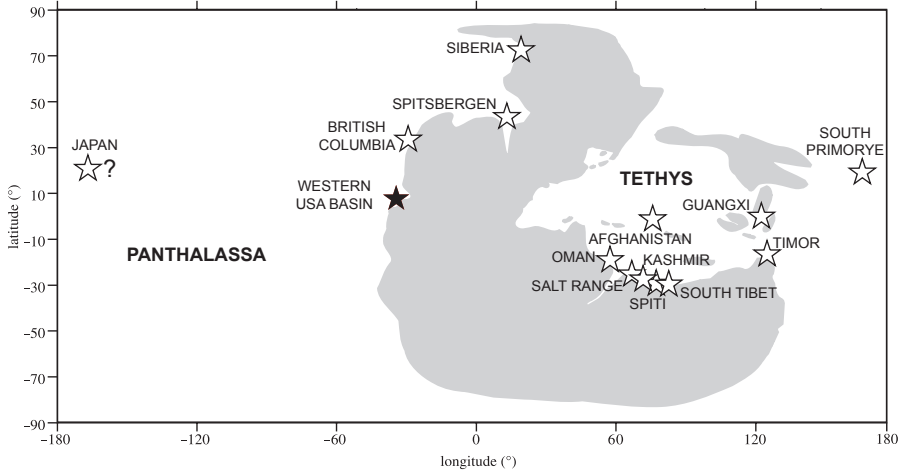 90
70
50
30
10
−10
−30
−50
−70
−90
latitude (°)
SIBERIA
SPITSBERGEN
BRITISH
COLUMBIA
JAPAN
?
SOUTH
PRIMORYE
WESTERN
USA BASIN
TETHYS
GUANGXI
AFGHANISTAN
TIMOR
PANTHALASSA
OMAN
KASHMIR
SALT RANGE
SOUTH TIBET
SPITI
−180
−120
−60
0
60
120
180
longitude (°)